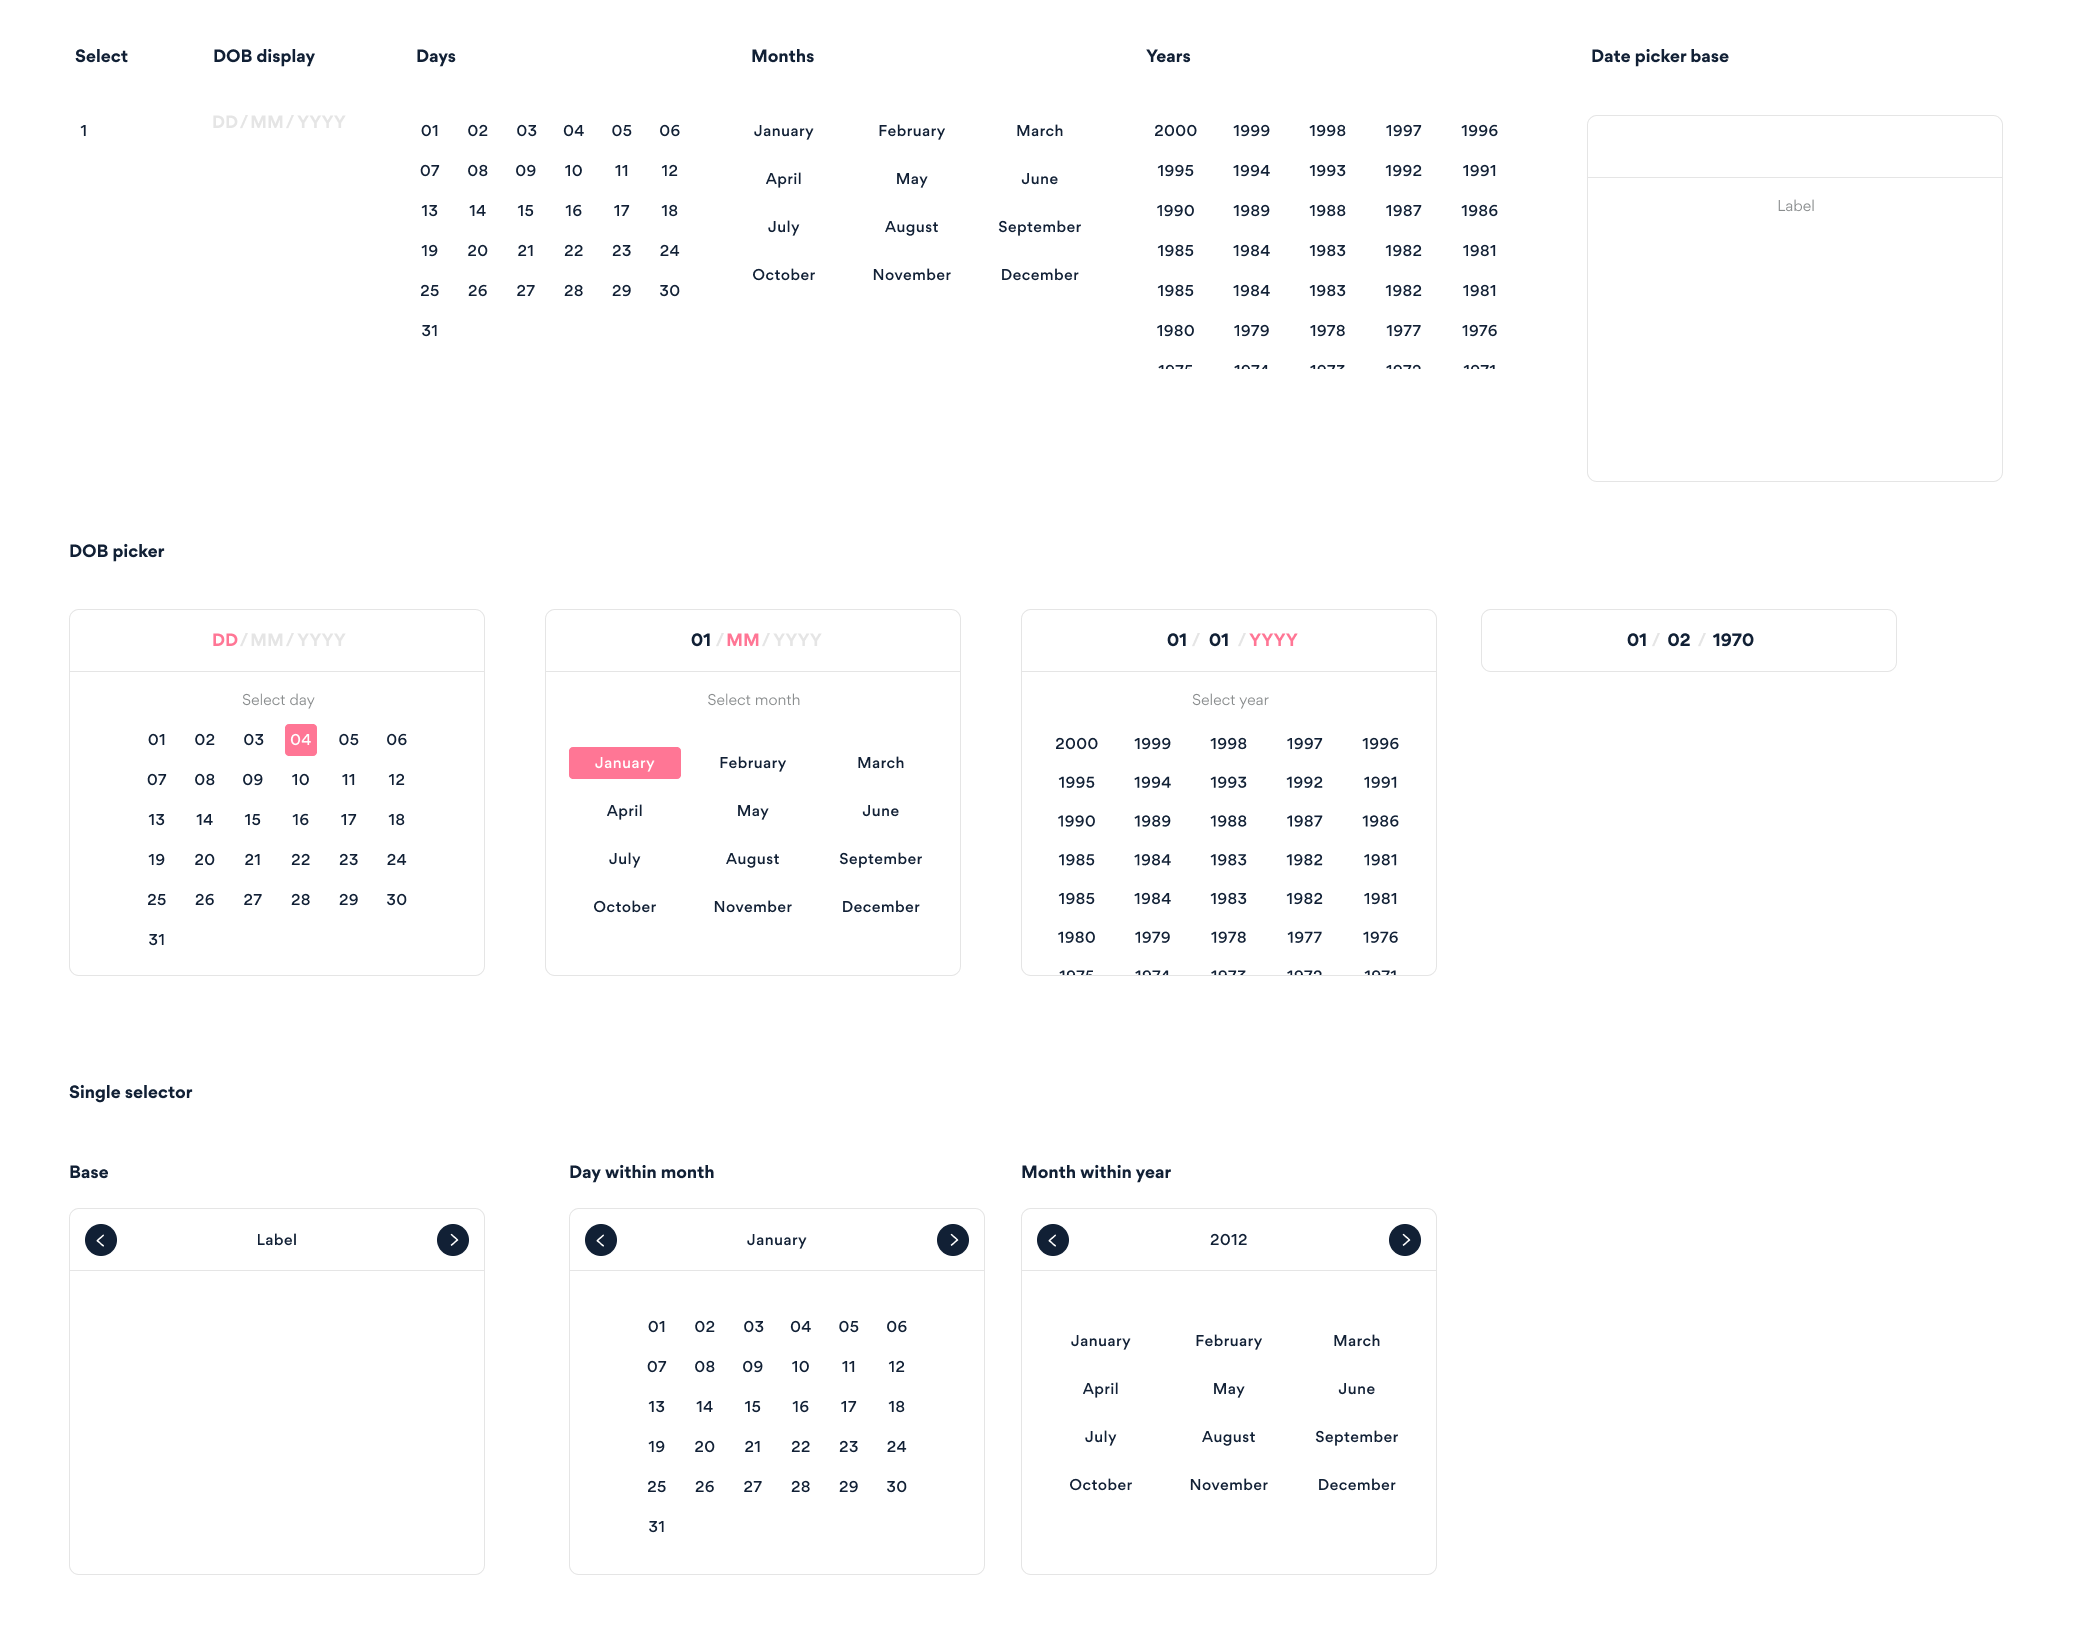 Select DOB display Days Months Years Date picker base
1
DD/MM/YYYY
01 02 03 04 05 06
07 08 09 10 11 12
13 14 15 16 17 18
19 20 21 22 23 24
25 26 27 28 29 30
31
January February March
April May June
July August September
October November December
2000 1999 1998 1997 1996
1995 1994 1993 1992 1991
1990 1989 1988 1987 1986
1985 1984 1983 1982 1981
1985 1984 1983 1982 1981
1980 1979 1978 1977 1976
1975 1974 1973 1972 1971
Label
DOB picker
DD/MM/YYYY
Select day
01 02 03 04 05 06
07 08 09 10 11 12
13 14 15 16 17 18
19 20 21 22 23 24
25 26 27 28 29 30
31
01 /MM/YYYY
Select month
January February March
April May June
July August September
October November December
01 / 01 /YYYY
Select year
2000 1999 1998 1997 1996
1995 1994 1993 1992 1991
1990 1989 1988 1987 1986
1985 1984 1983 1982 1981
1985 1984 1983 1982 1981
1980 1979 1978 1977 1976
1975 1974 1973 1972 1971
01 / 02 / 1970
Single selector
Base
Label
Day within month
January
01 02 03 04 05 06
07 08 09 10 11 12
13 14 15 16 17 18
19 20 21 22 23 24
25 26 27 28 29 30
31
Month within year
2012
January February March
April May June
July August September
October November December